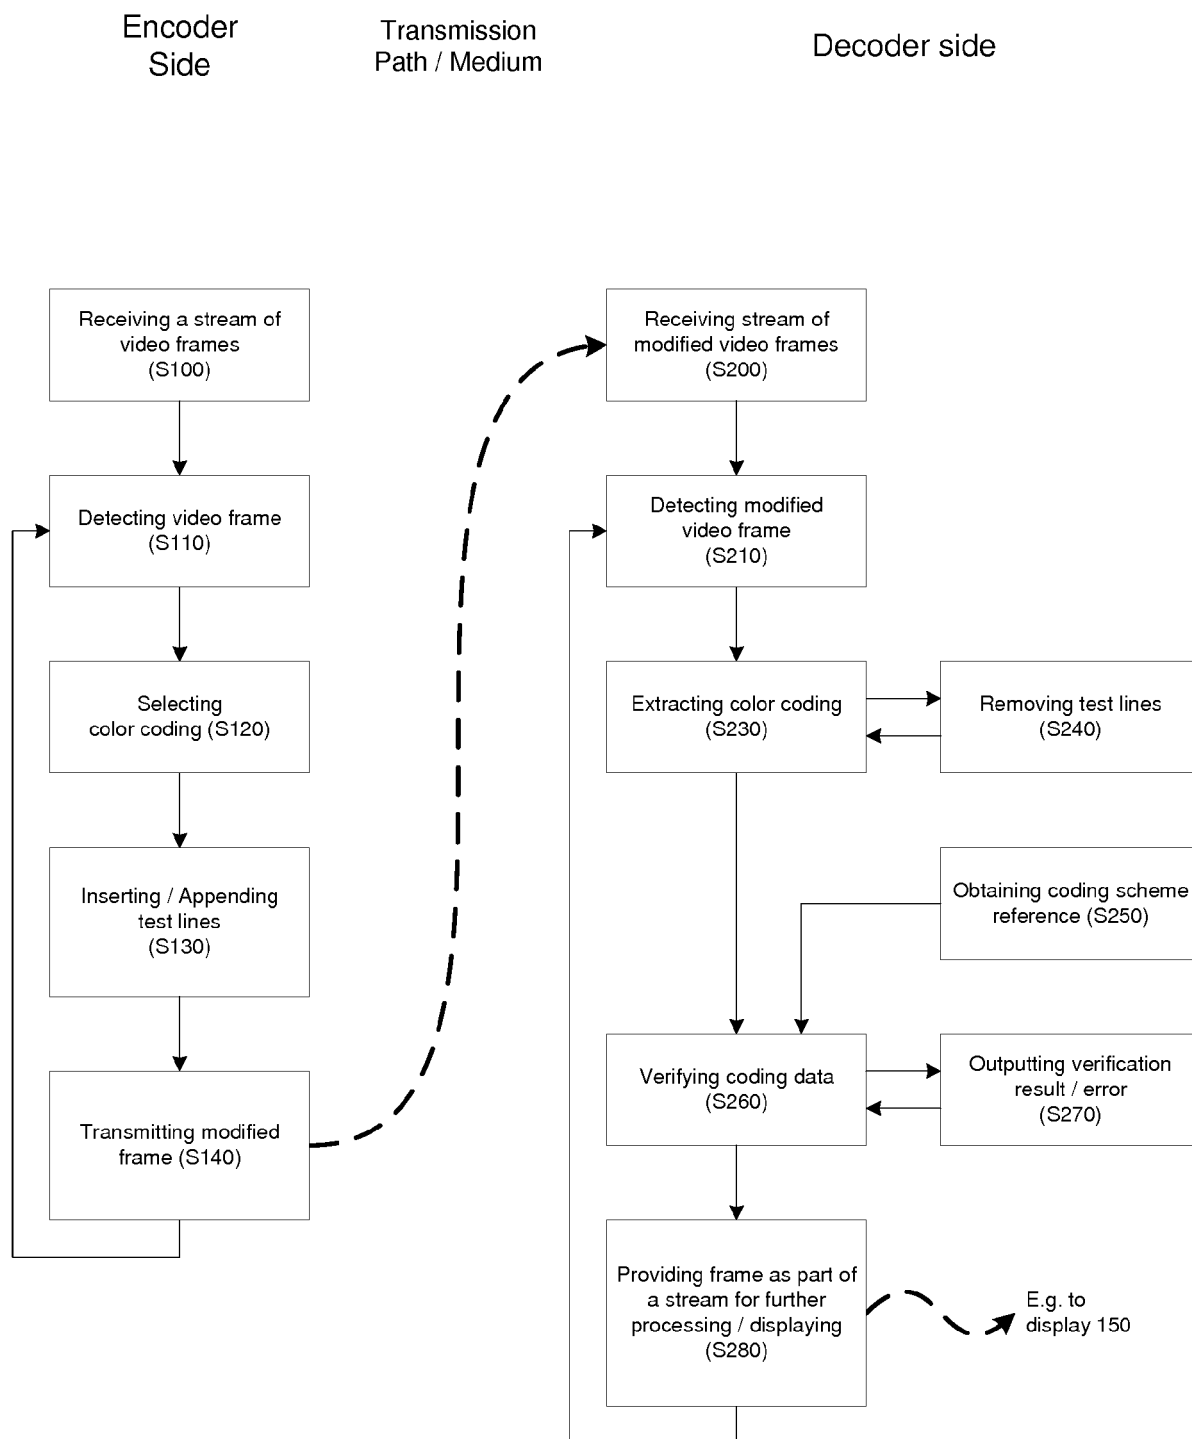 Encoder
Side
Transmission
Path / Medium
Decoder side
Receiving a stream of
video frames
(S100)
Detecting video frame
(S110)
Selecting
color coding (S120)
Inserting / Appending
test lines
(S130)
Transmitting modified
frame (S140)
Receiving stream of
modified video frames
(S200)
Detecting modified
video frame
(S210)
Extracting color coding
(S230)
Removing test lines
(S240)
Obtaining coding scheme
reference (S250)
Verifying coding data
(S260)
Outputting verification
result / error
(S270)
Providing frame as part of
a stream for further
processing / displaying
(S280)
E.g. to
display 150